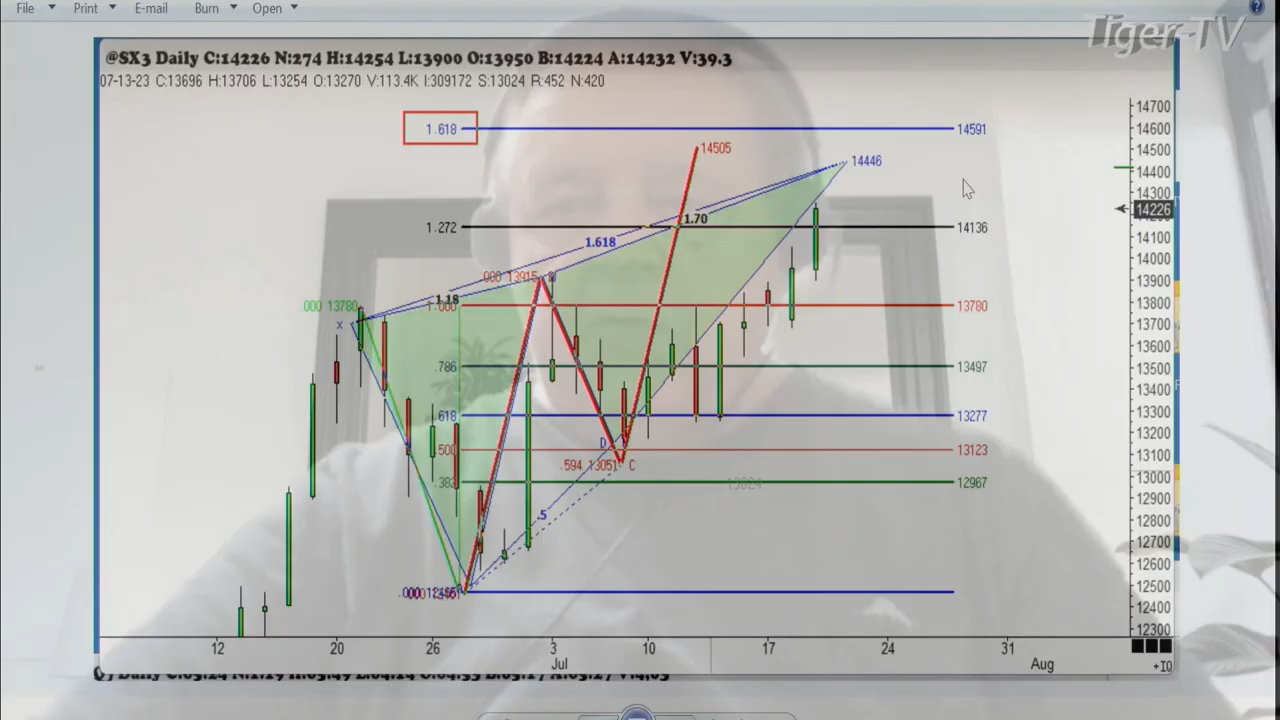 File Print E-mail Burn Open
Tiger-TV
@SX3 Daily C:14226 N:274 H:14254 L:13900 O:13950 B:14224 A:14232 V:39.3
07-13-23 C:13696 H:13706 L:13254 O:13270 V:113.4K I:309172 S:13024 R:452 N:420
14700
1.618 14591 14600
14505 14500
14446 14400
14300
1.70 14226
1.272 14136
1.618 14100
14000
.000 13915 B 13900
1.18
.000 13780 1.000 13780 13800
X 13700
13600
.786 13497 13500
13400
.618 13277 13300
13200
D
.500 13123 13100
.594 13051 C
.382 12967 13000
13024
12900
12800
.5 12700
12600
.000 12500
12400
12300
12 20 26 3 10 17 24 31
Jul Aug
+10